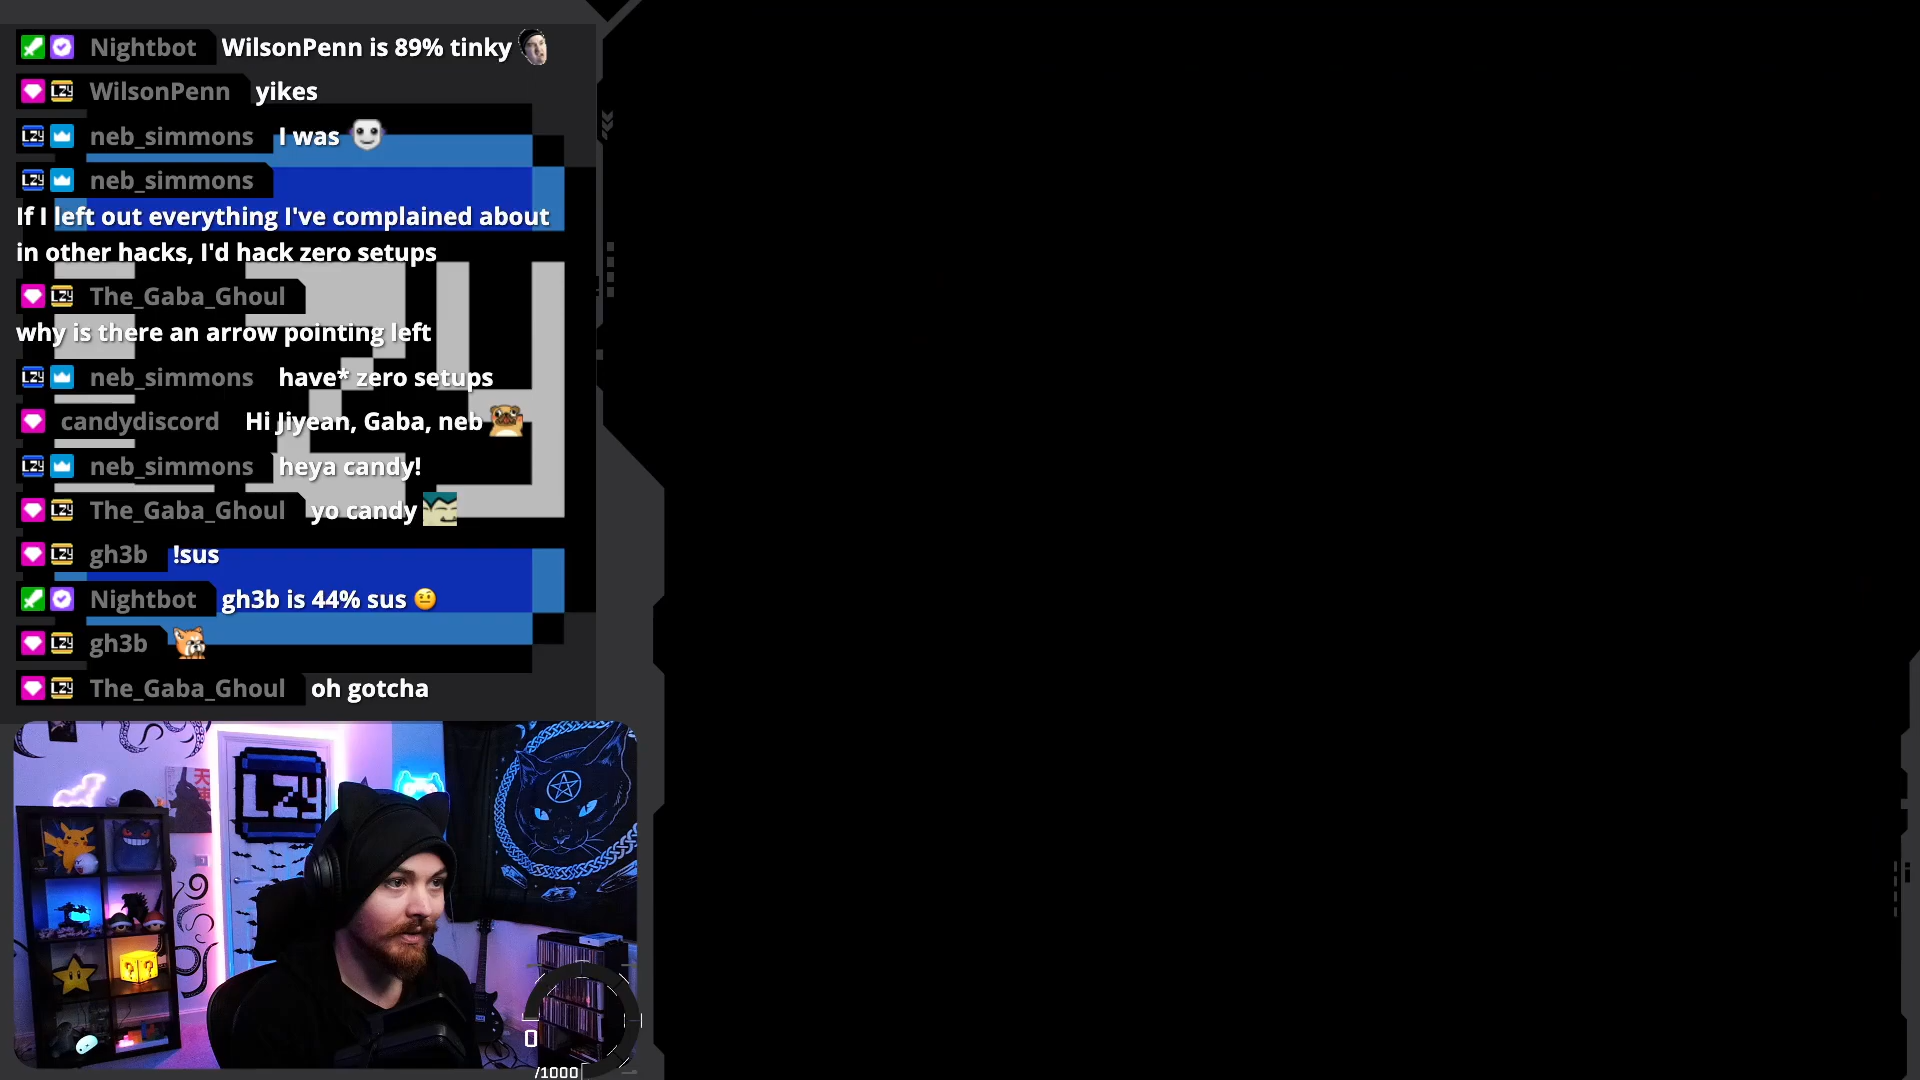 Nightbot WilsonPenn is 89% tinky
WilsonPenn yikes
neb_simmons I was
neb_simmons
If I left out everything I've complained about
in other hacks, I'd hack zero setups
The_Gaba_Ghoul
why is there an arrow pointing left
neb_simmons have* zero setups
candydiscord Hi Jiyean, Gaba, neb
neb_simmons heya candy!
The_Gaba_Ghoul yo candy
gh3b !sus
Nightbot gh3b is 44% sus
gh3b
The_Gaba_Ghoul oh gotcha
Lzy
0
/1000